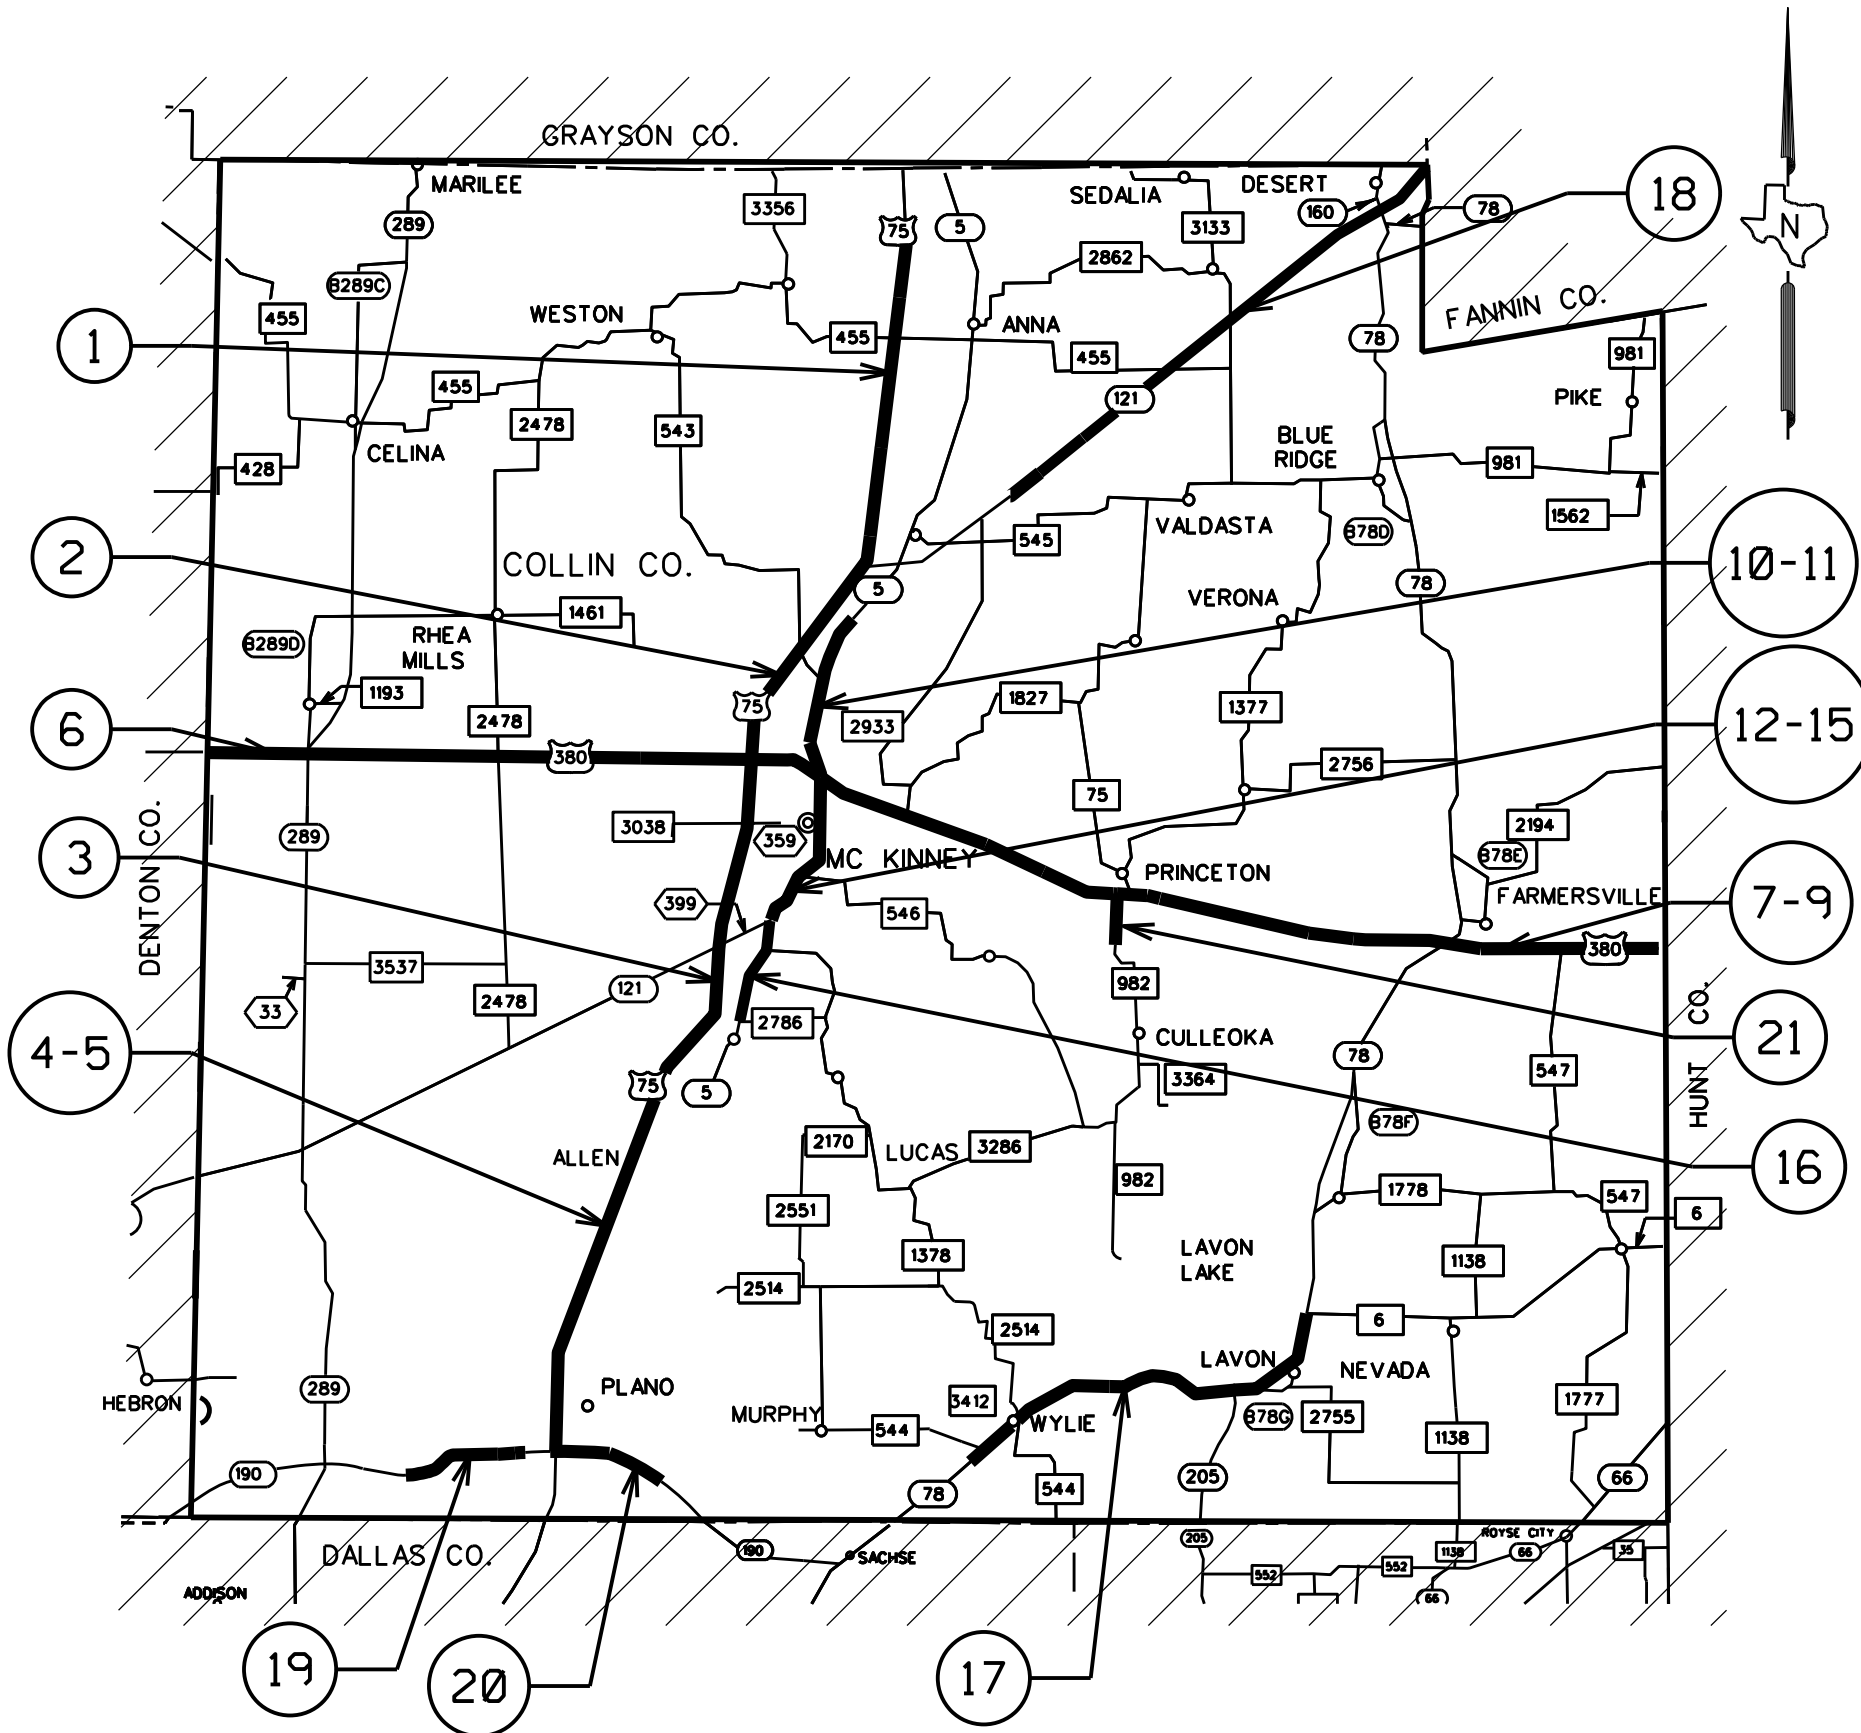 GRAYSON CO.
MARILEE
SEDALIA
DESERT
18
3356
289
75
5
3133
160
78
N
B289C
2862
FANNIN CO.
455
WESTON
455
ANNA
78
1
455
981
455
121
PIKE
2478
543
BLUE
RIDGE
CELINA
428
981
1562
VALDASTA
B78D
545
2
COLLIN CO.
10-11
5
78
VERONA
1461
B289D
RHEA
MILLS
1193
1827
75
1377
6
2478
2933
12-15
380
2756
75
DENTON CO.
289
3038
359
2194
3
MC KINNEY
B78E
PRINCETON
FARMERSVILLE
399
546
7-9
380
3537
121
982
33
2478
2786
CO.
CULLEOKA
21
4-5
78
547
75
5
3364
HUNT
B78F
2170
LUCAS
3286
ALLEN
982
16
1778
547
2551
6
1378
LAVON
LAKE
1138
2514
6
2514
LAVON
NEVADA
PLANO
289
HEBRON
3412
1777
MURPHY
WYLIE
B78G
2755
544
1138
190
205
66
78
544
205
ROYSE CITY
DALLAS CO.
190
SACHSE
1138
66
35
552
552
ADDISON
66
19
20
17